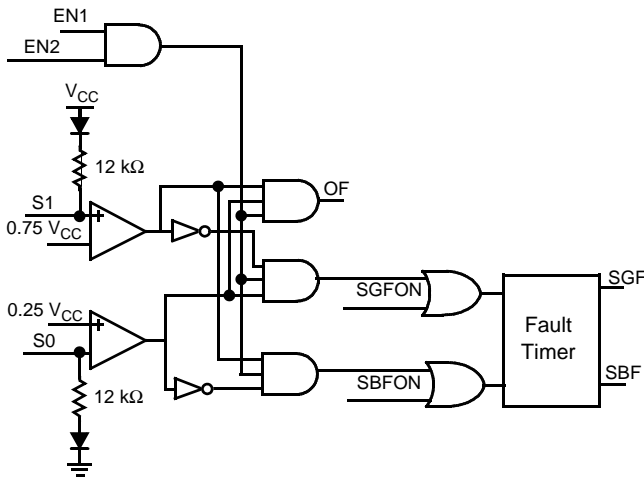 EN1
EN2
VCC
12 kΩ
S1
+
0.75 VCC
OF
0.25 VCC
+
S0
12 kΩ
SGFON
SBFON
Fault
Timer
SGF
SBF